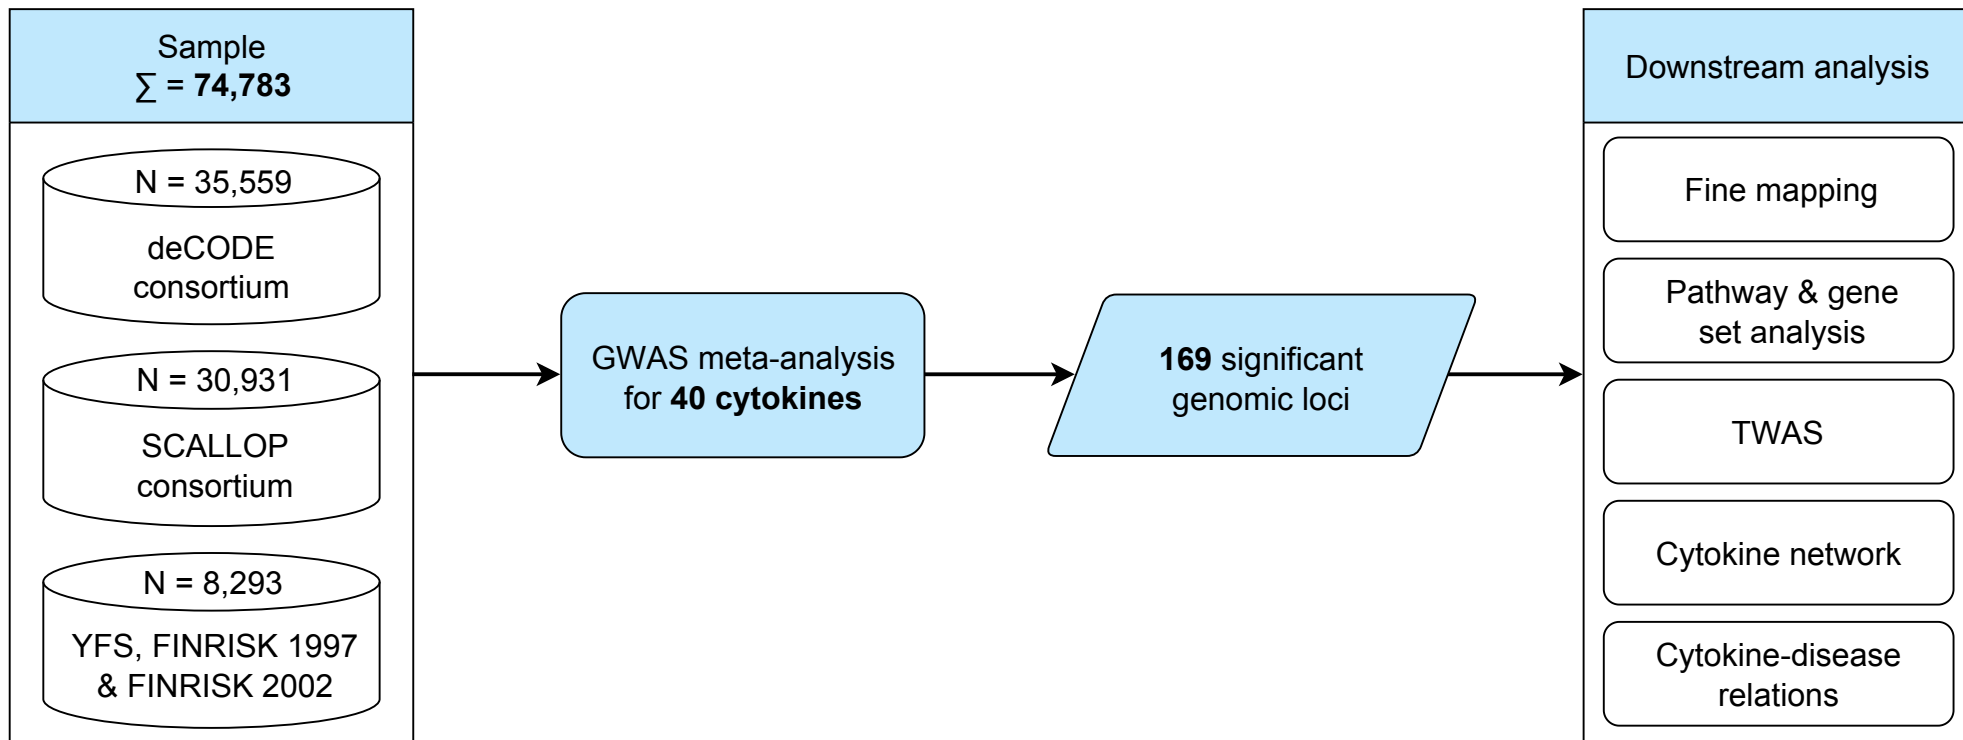 Sample
∑ = 74,783
N = 35,559
deCODE
consortium
N = 30,931
SCALLOP
consortium
N = 8,293
YFS, FINRISK 1997
& FINRISK 2002
GWAS meta-analysis
for 40 cytokines
169 significant
genomic loci
Downstream analysis
Fine mapping
Pathway & gene
set analysis
TWAS
Cytokine network
Cytokine-disease
relations